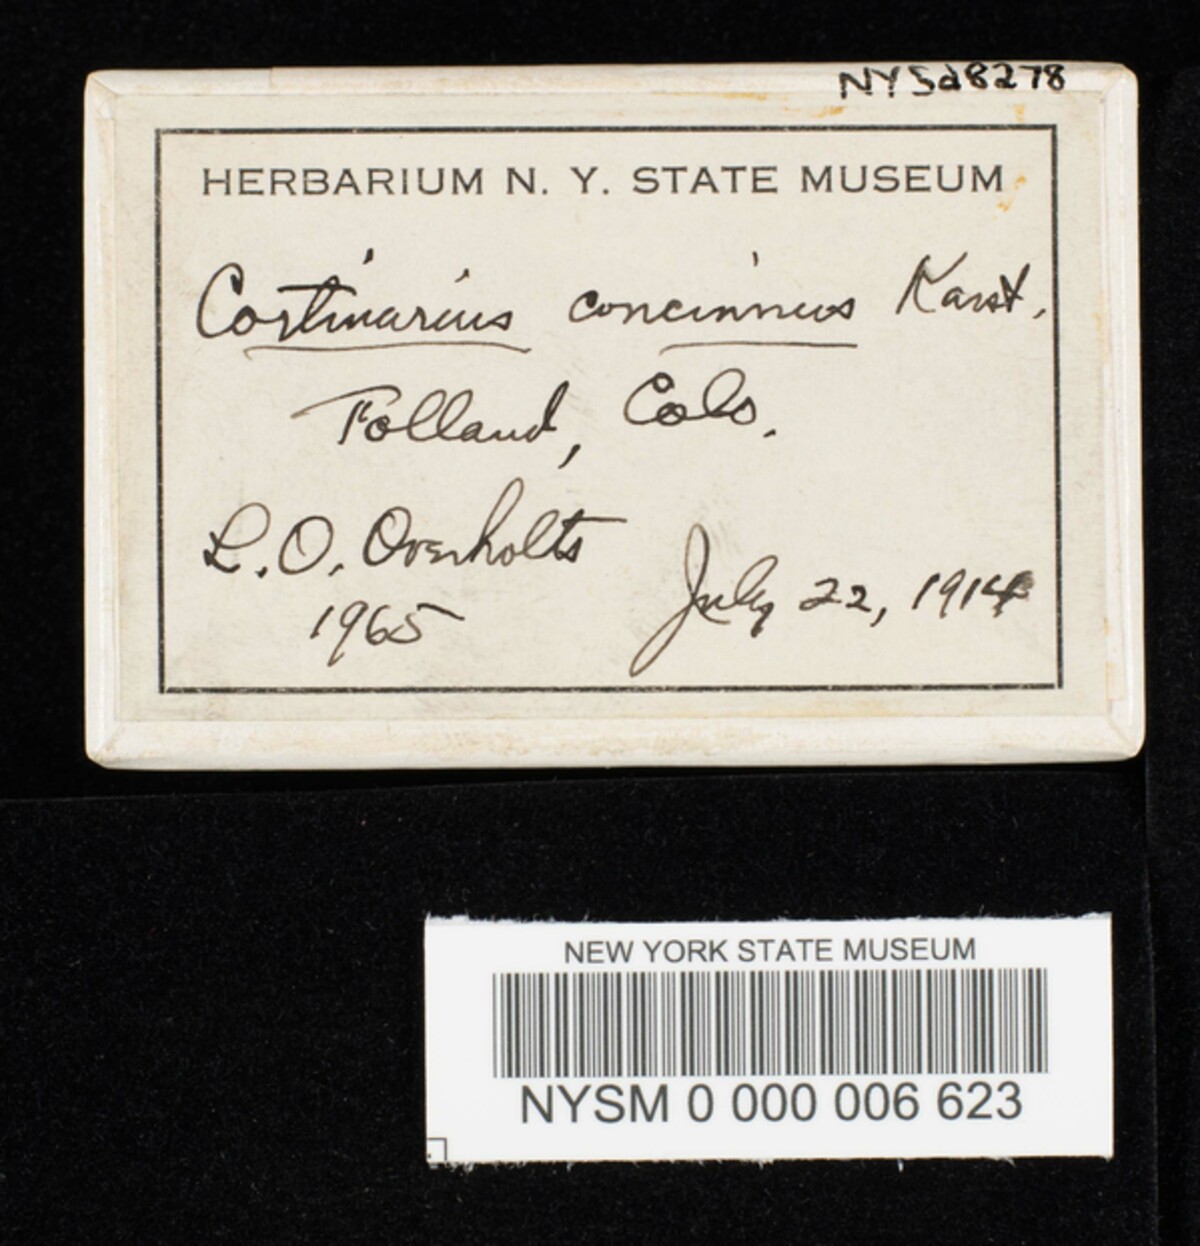 NYSd8278
HERBARIUM N. Y. STATE MUSEUM
Cortinarius concinnus Karst.
Tolland, Colo.
L. O. Overholts
1965
July 22, 1914
NEW YORK STATE MUSEUM
NYSM 0 000 006 623